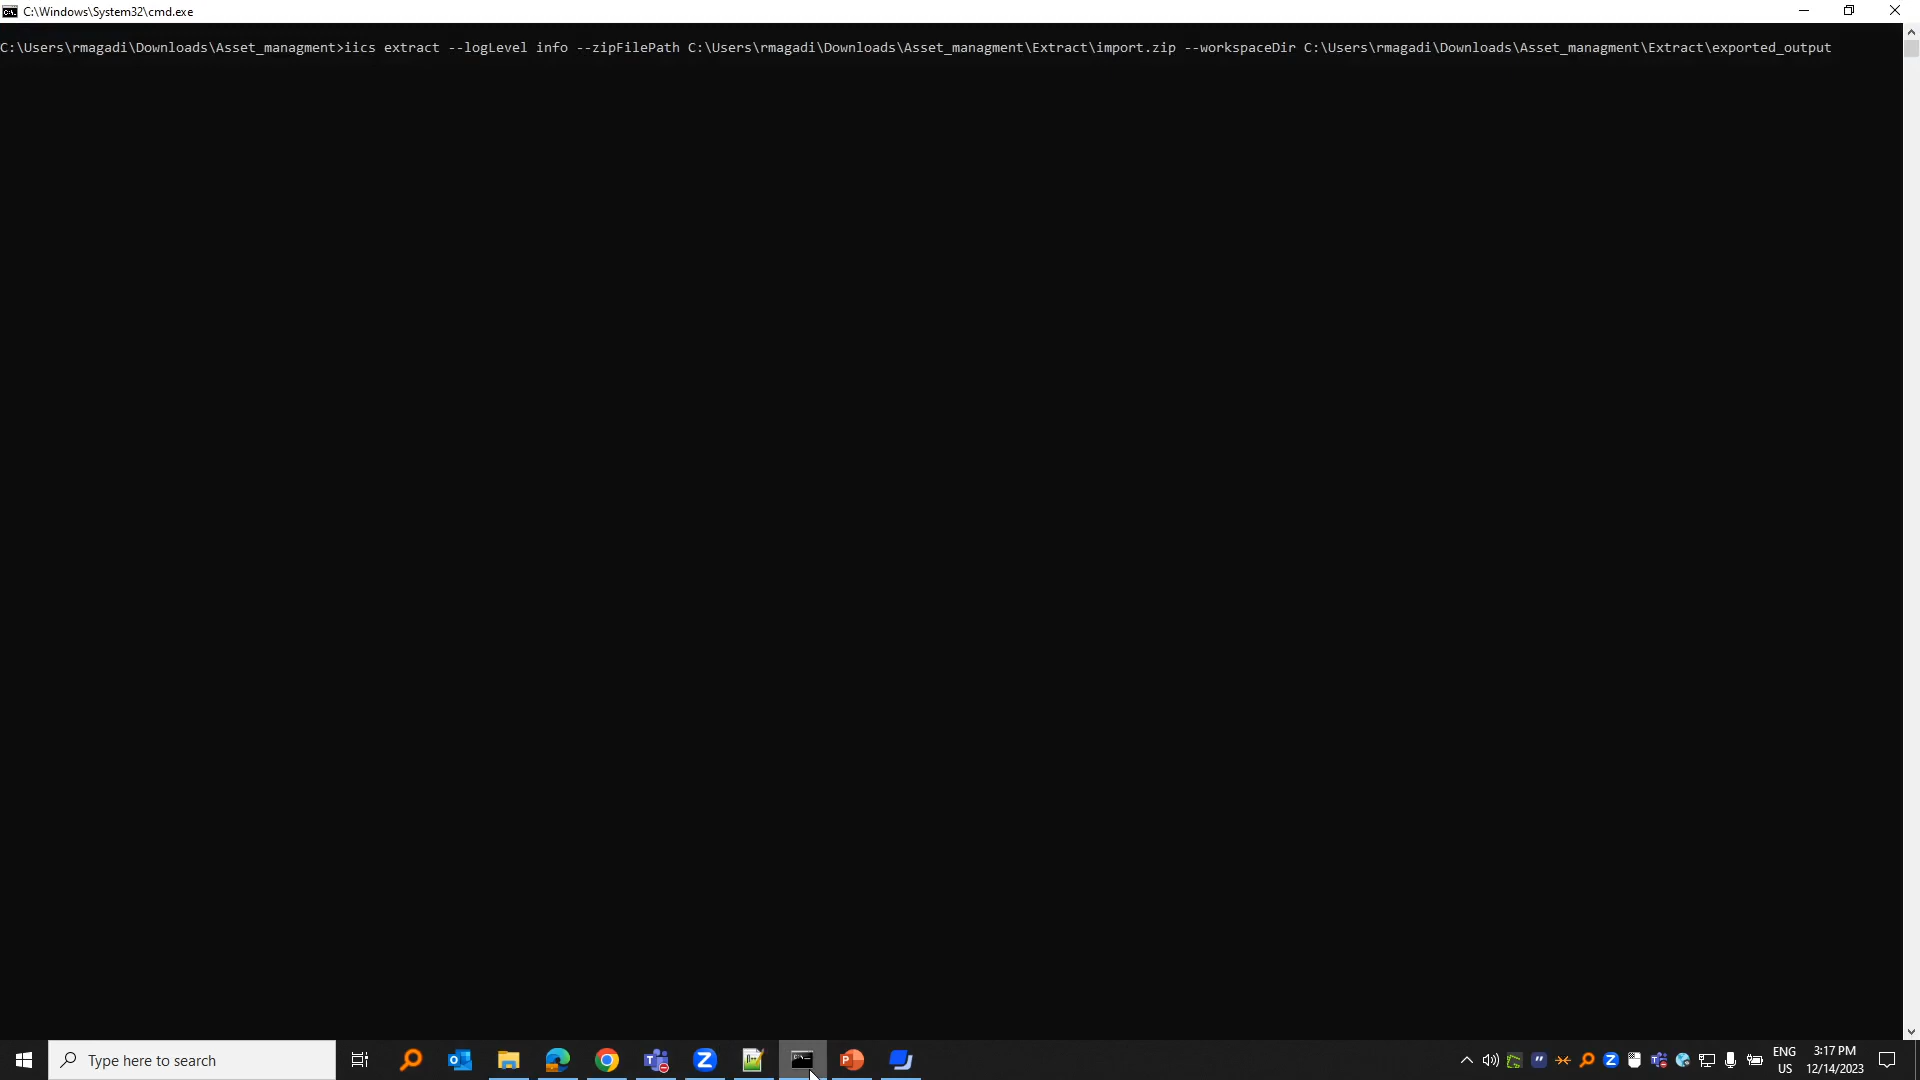 C:\Windows\System32\cmd.exe
C:\Users\rmagadi\Downloads\Asset_managment>iics extract --logLevel info --zipFilePath C:\Users\rmagadi\Downloads\Asset_managment\Extract\import.zip --workspaceDir C:\Users\rmagadi\Downloads\Asset_managment\Extract\exported_output
Type here to search
ENG
US
3:17 PM
12/14/2023